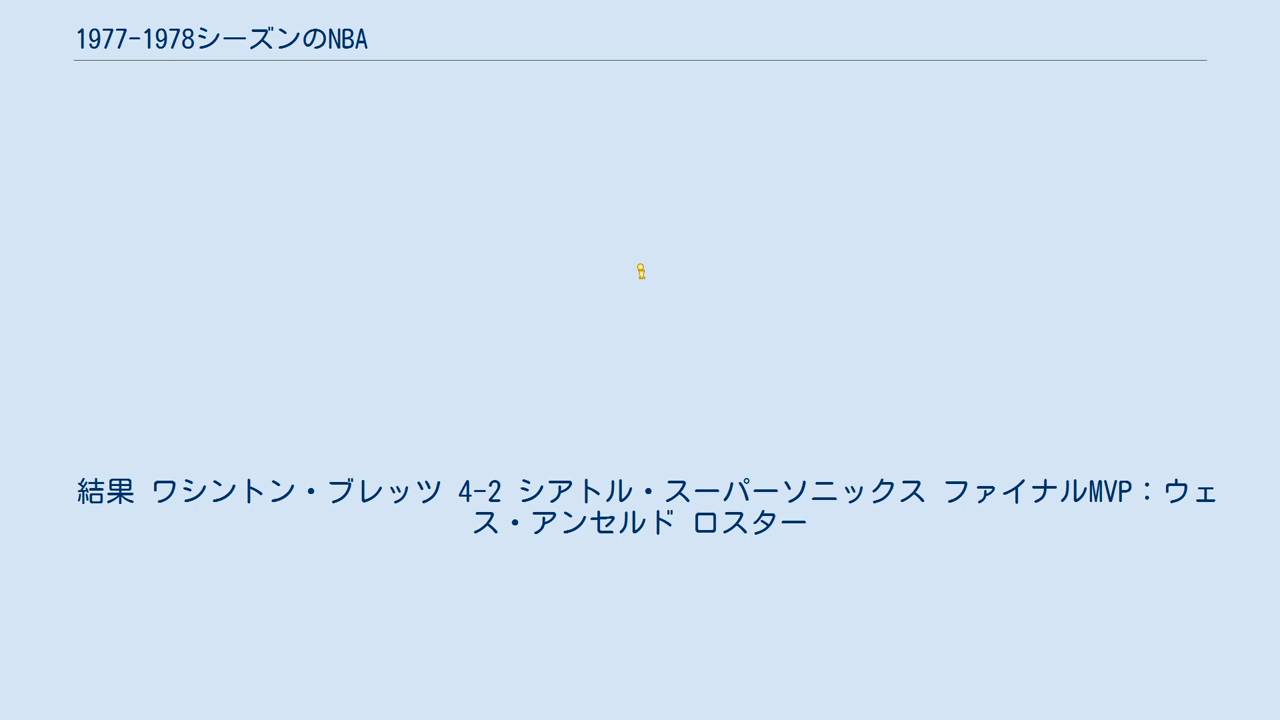 1977-1978シーズンのNBA
結果 ワシントン・ブレッツ 4-2 シアトル・スーパーソニックス ファイナルMVP：ウェ
ス・アンセルド ロスター